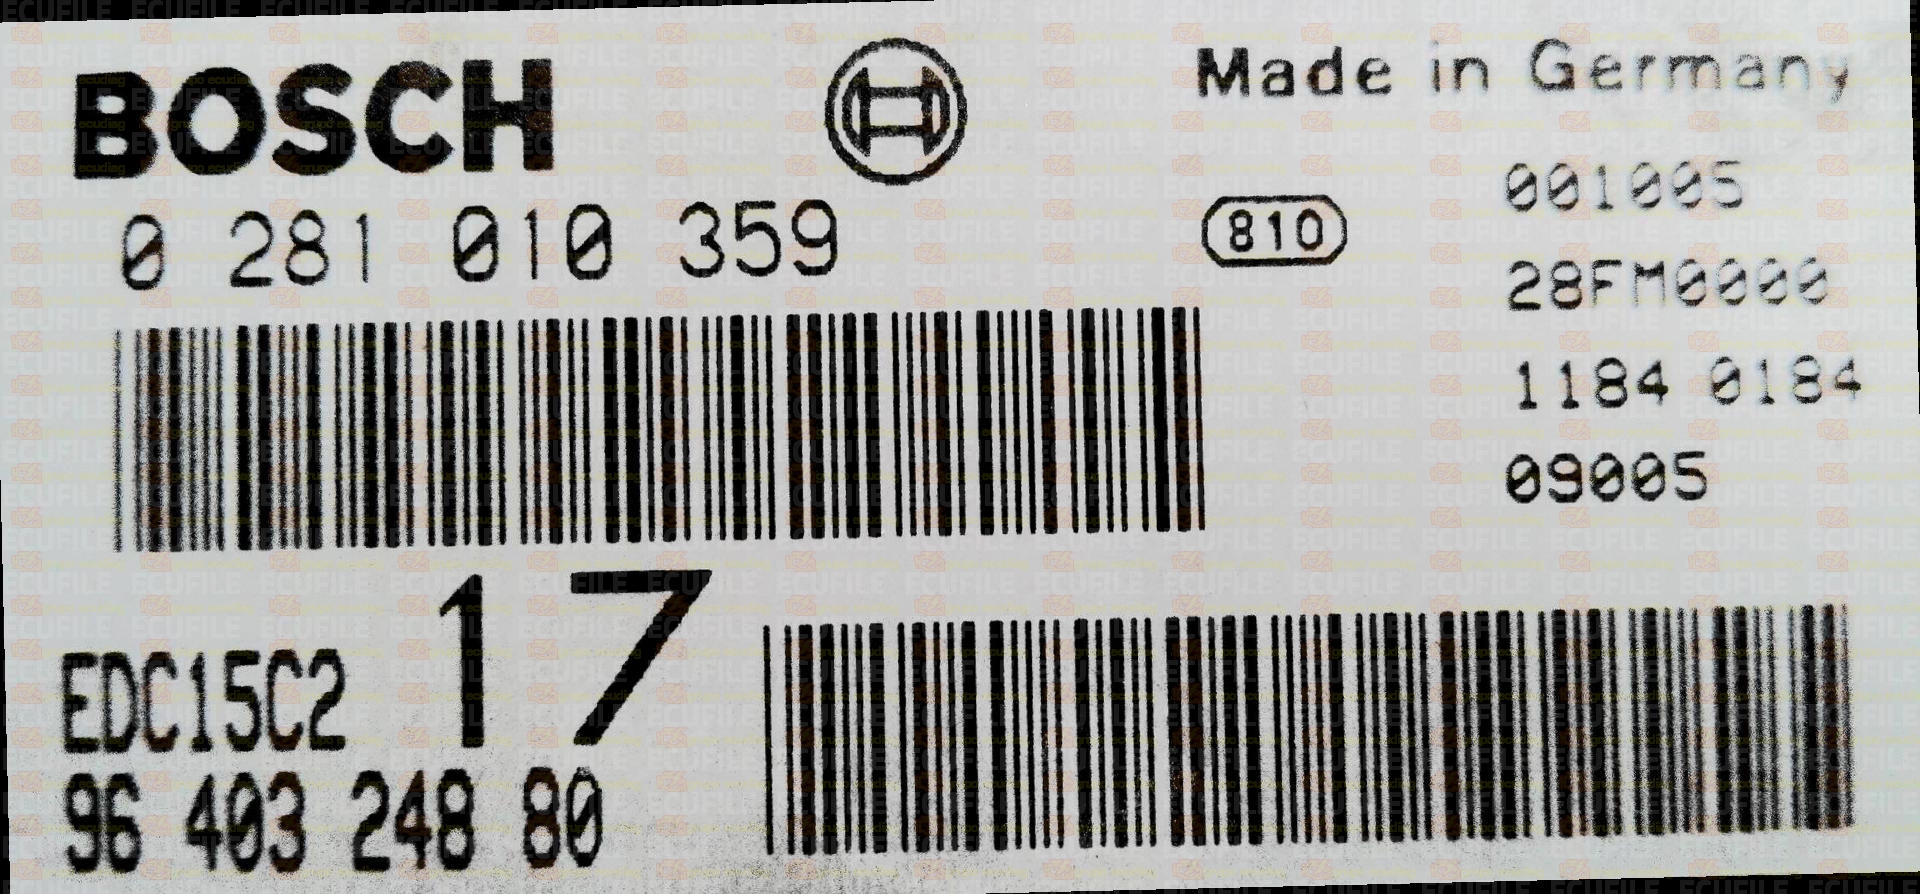 BOSCH
Made in Germany
0 281 010 359
810
001005
28FM0000
1184 0184
09005
17
EDC15C2
96 403 248 80